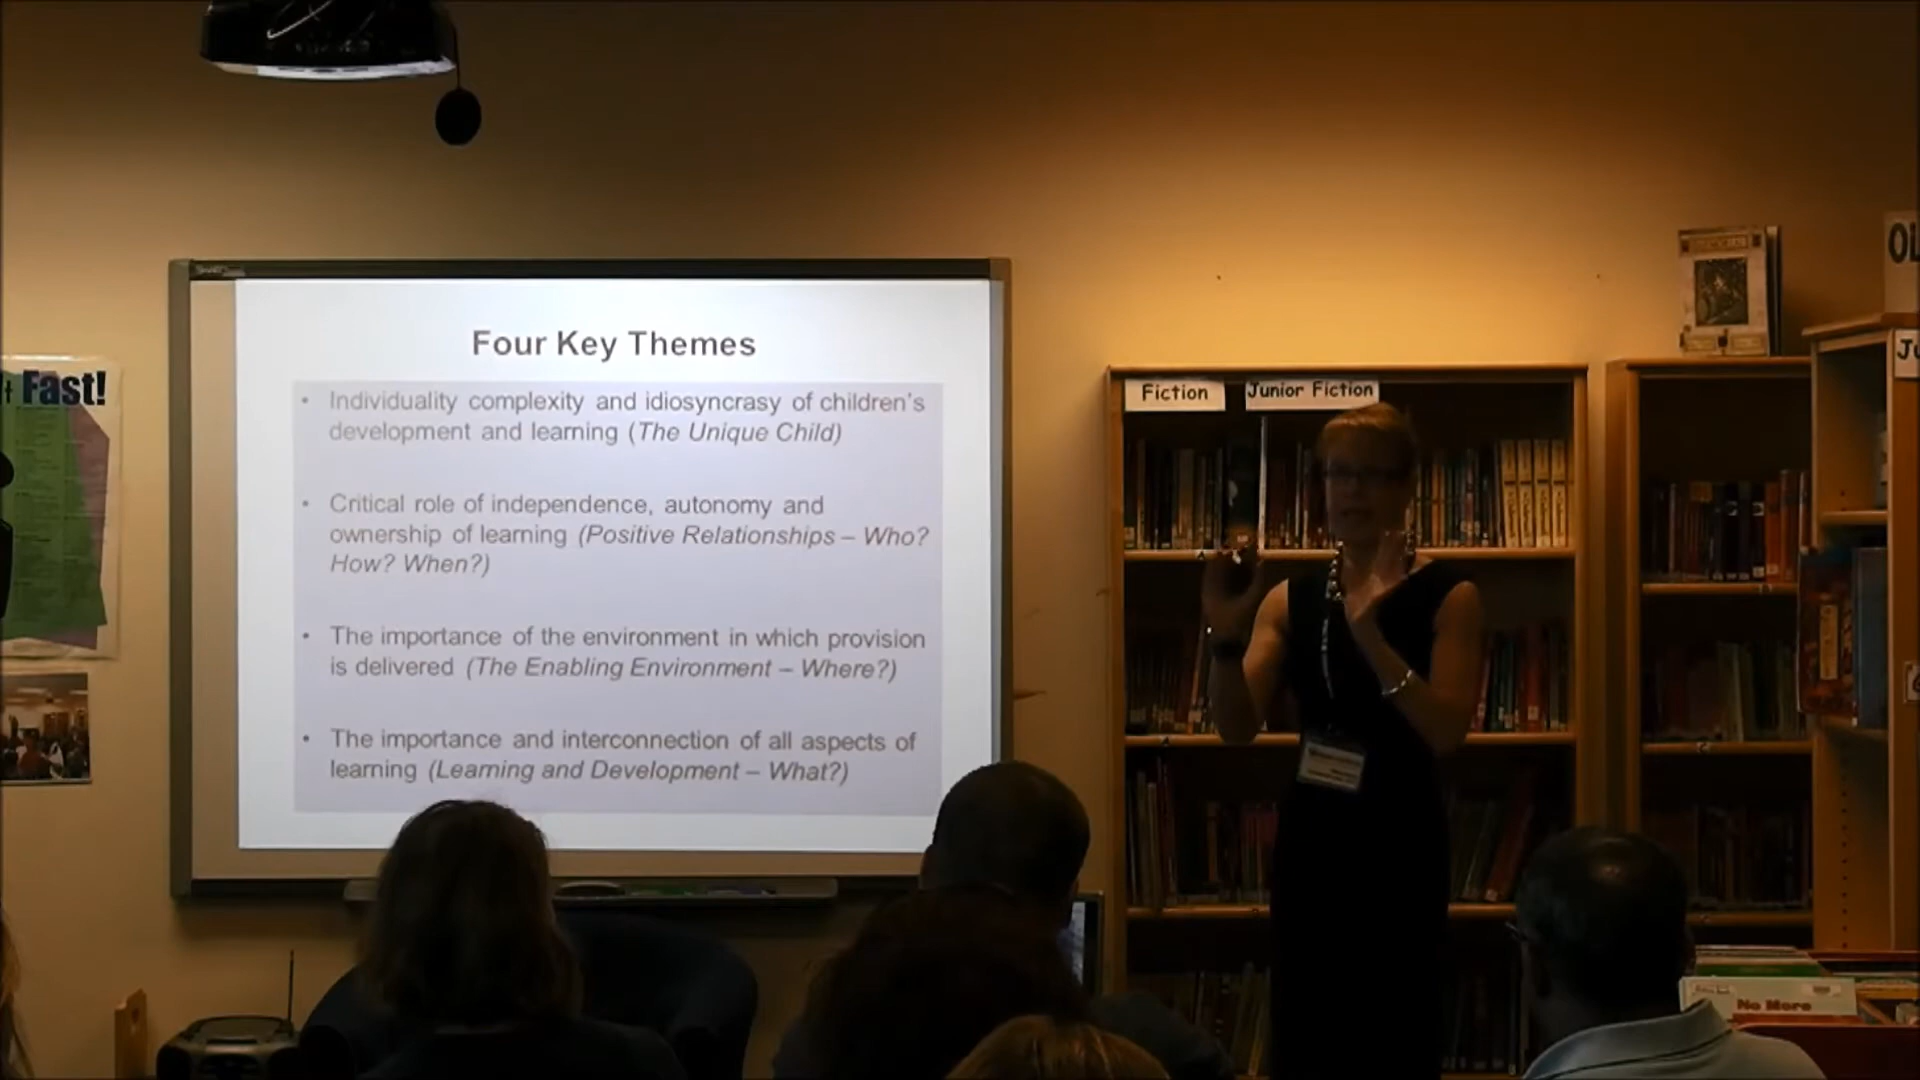 Four Key Themes
• Individuality complexity and idiosyncrasy of children's
development and learning (The Unique Child)
• Critical role of independence, autonomy and
ownership of learning (Positive Relationships – Who?
How? When?)
• The importance of the environment in which provision
is delivered (The Enabling Environment – Where?)
• The importance and interconnection of all aspects of
learning (Learning and Development – What?)
Fast!
Fiction
Junior Fiction
OL
Ju
No More